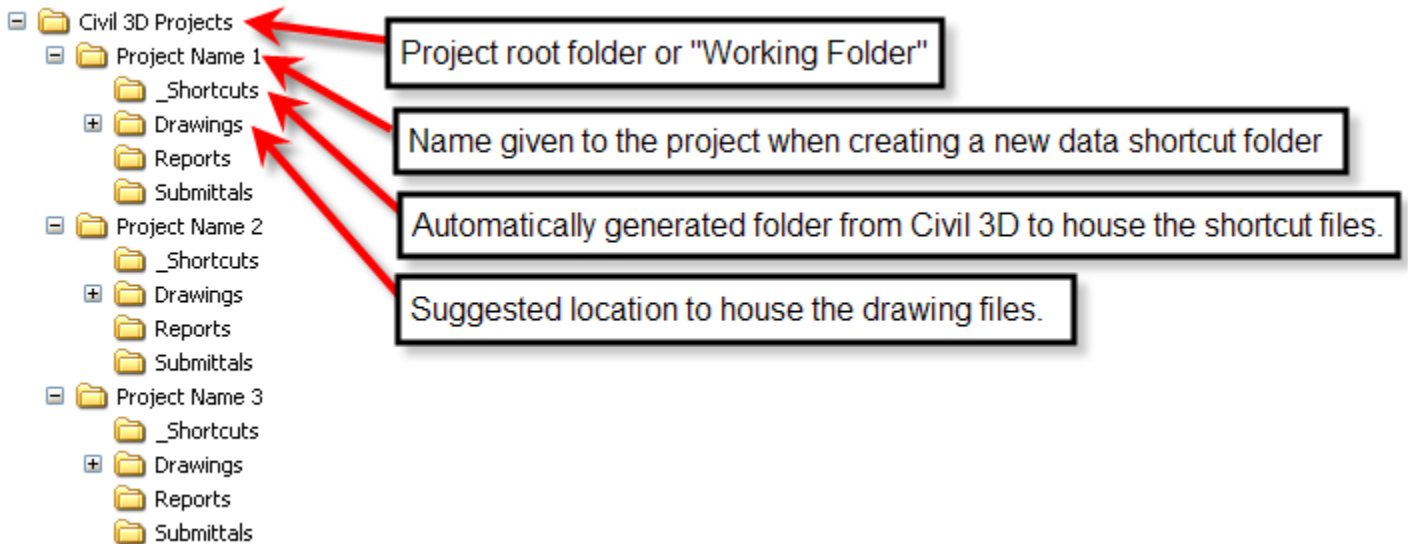 Civil 3D Projects
Project root folder or "Working Folder"
Project Name 1
_Shortcuts
Drawings
Name given to the project when creating a new data shortcut folder
Reports
Submittals
Automatically generated folder from Civil 3D to house the shortcut files.
Project Name 2
_Shortcuts
Drawings
Suggested location to house the drawing files.
Reports
Submittals
Project Name 3
_Shortcuts
Drawings
Reports
Submittals